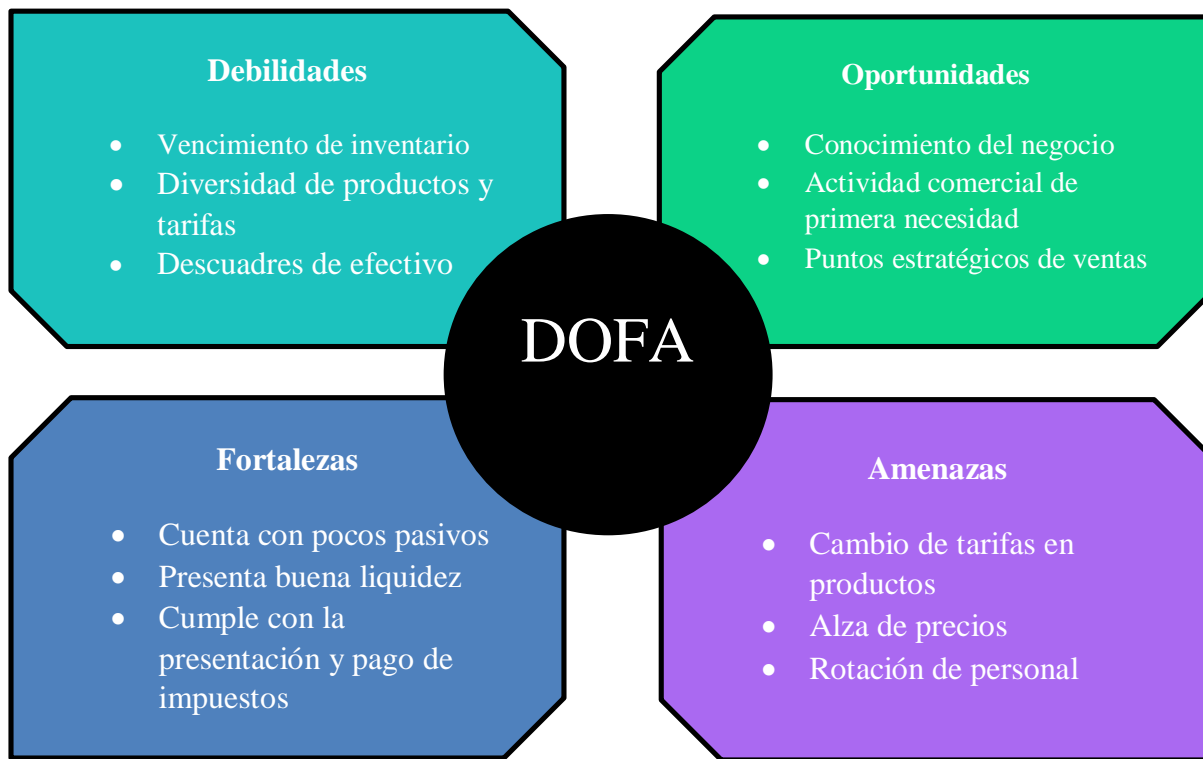 Debilidades
• Vencimiento de inventario
• Diversidad de productos y
tarifas
• Descuadres de efectivo
Oportunidades
• Conocimiento del negocio
• Actividad comercial de
primera necesidad
• Puntos estratégicos de ventas
DOFA
Fortalezas
• Cuenta con pocos pasivos
• Presenta buena liquidez
• Cumple con la
presentación y pago de
impuestos
Amenazas
• Cambio de tarifas en
productos
• Alza de precios
• Rotación de personal